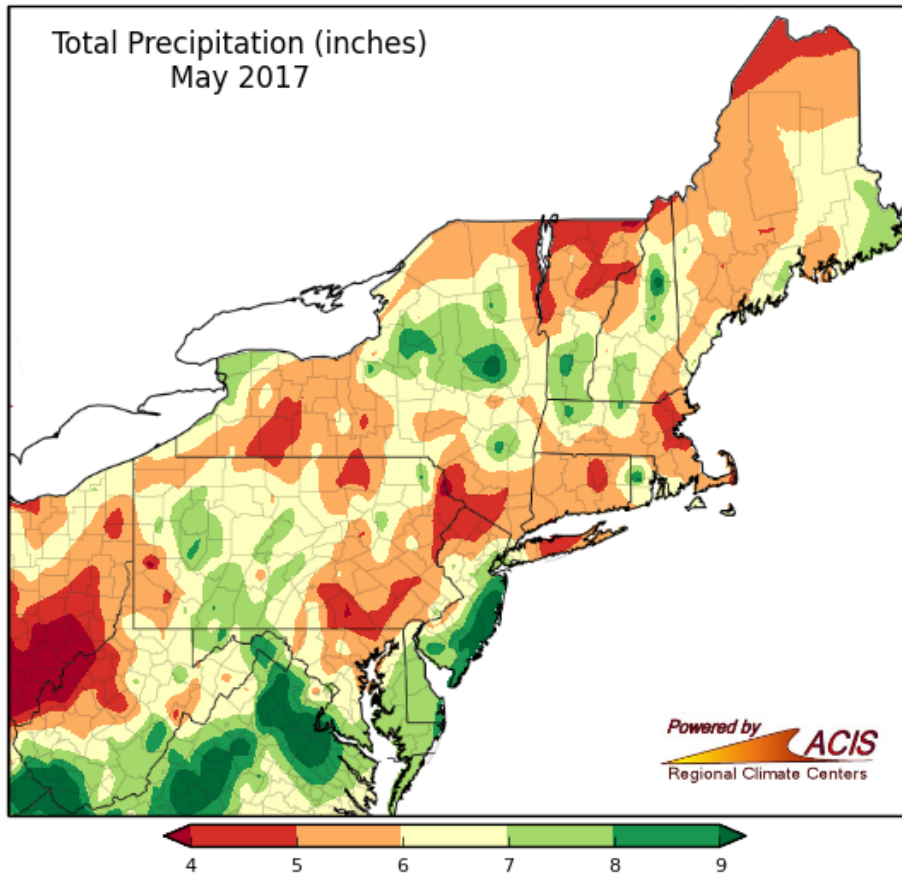 Total Precipitation (inches)
May 2017
Powered by
ACIS
Regional Climate Centers
4 5 6 7 8 9